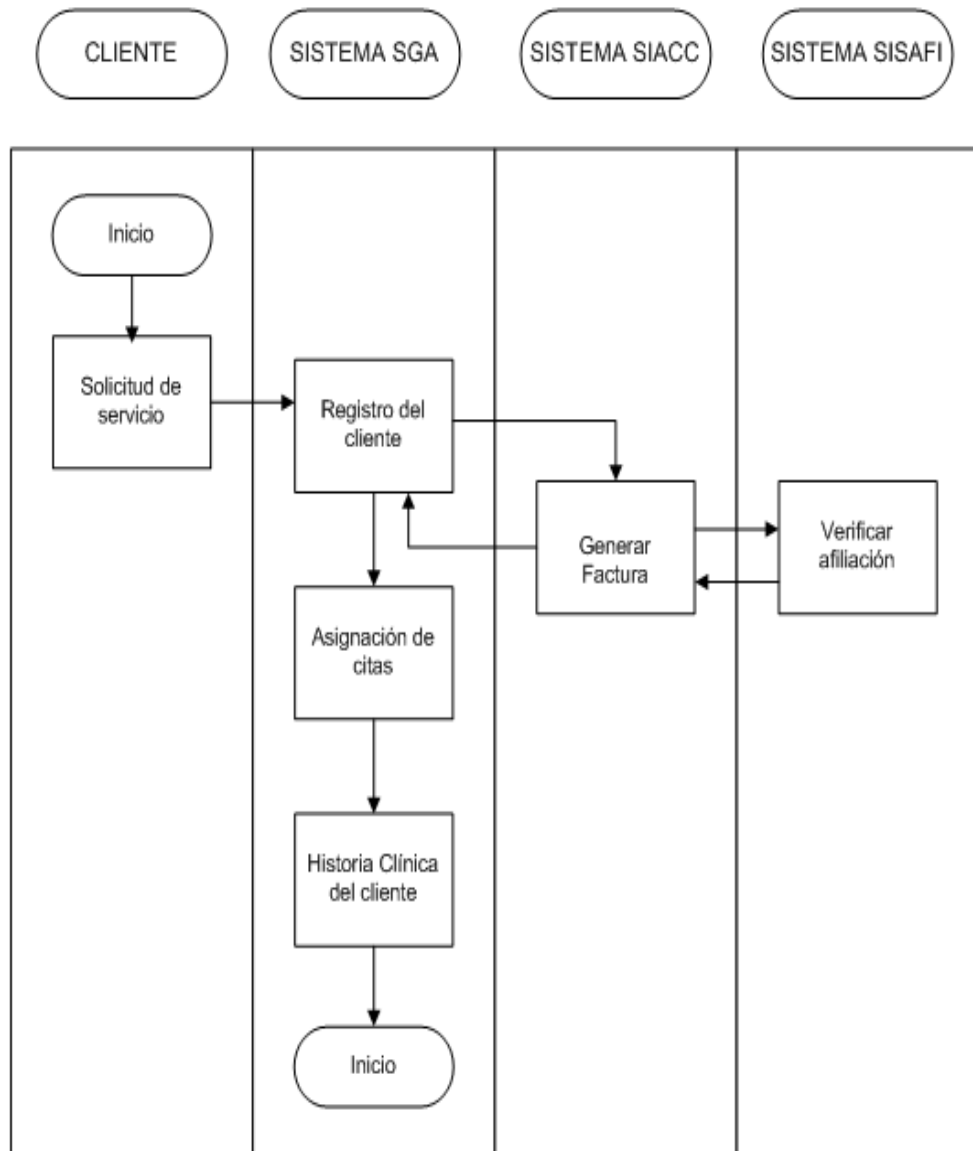 CLIENTE
SISTEMA SGA
SISTEMA SIACC
SISTEMA SISAFI
Inicio
Solicitud de
servicio
Registro del
cliente
Generar
Factura
Verificar
afiliación
Asignación de
citas
Historia Clínica
del cliente
Inicio